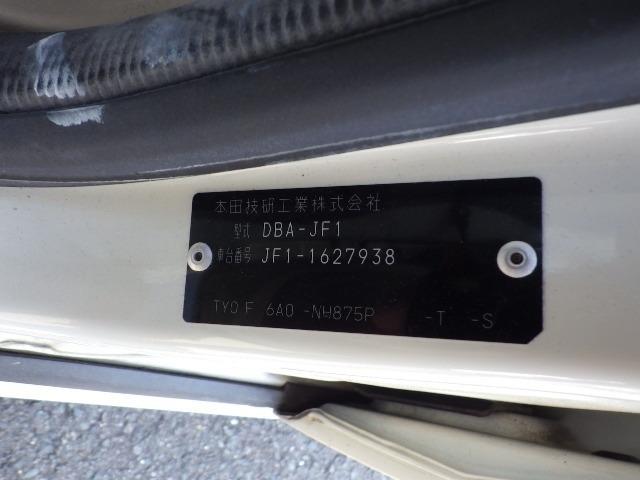 本田技研工業株式会社
型式 DBA-JF1
車台番号 JF1-1627938
TYO F 6A0 -NW875P -T -S